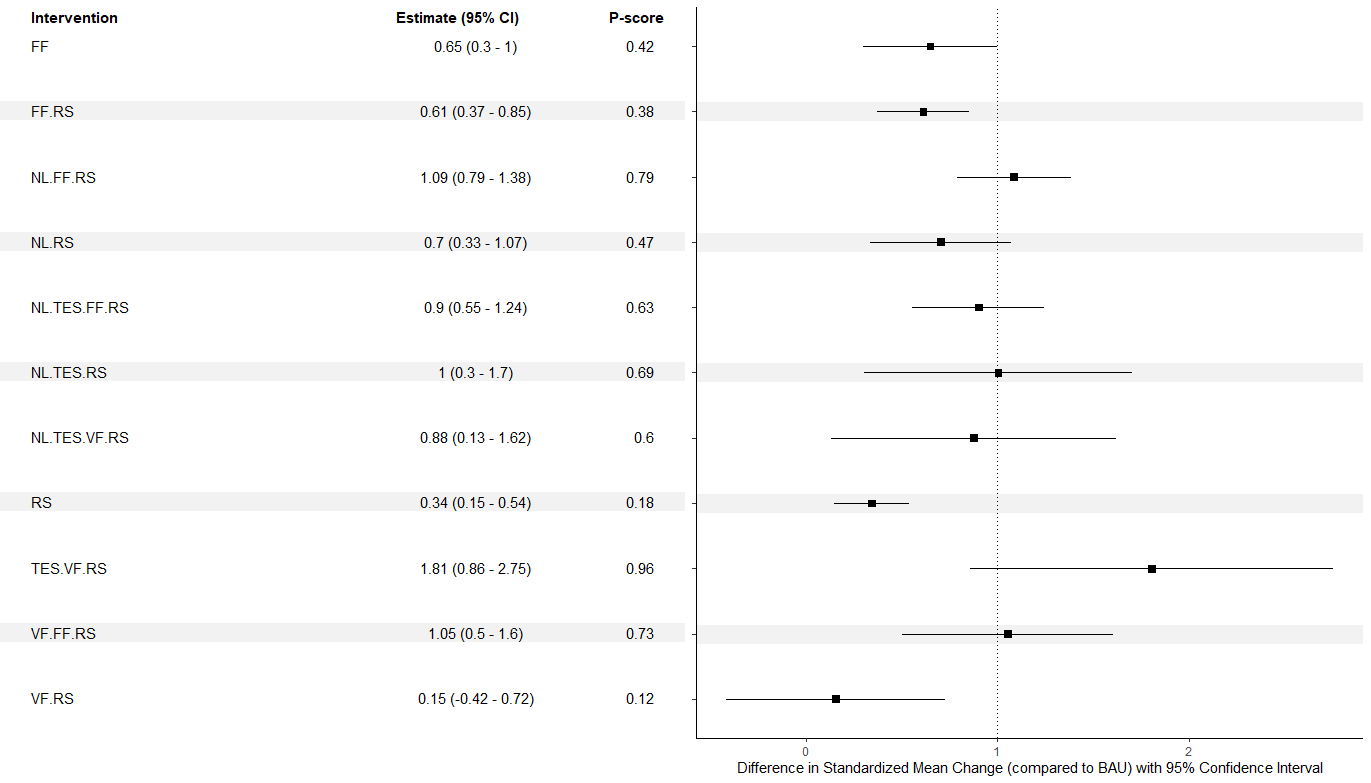 Intervention Estimate (95% CI) P-score
FF 0.65 (0.3 - 1) 0.42
FF.RS 0.61 (0.37 - 0.85) 0.38
NL.FF.RS 1.09 (0.79 - 1.38) 0.79
NL.RS 0.7 (0.33 - 1.07) 0.47
NL.TES.FF.RS 0.9 (0.55 - 1.24) 0.63
NL.TES.RS 1 (0.3 - 1.7) 0.69
NL.TES.VF.RS 0.88 (0.13 - 1.62) 0.6
RS 0.34 (0.15 - 0.54) 0.18
TES.VF.RS 1.81 (0.86 - 2.75) 0.96
VF.FF.RS 1.05 (0.5 - 1.6) 0.73
VF.RS 0.15 (-0.42 - 0.72) 0.12
0 1 2
Difference in Standardized Mean Change (compared to BAU) with 95% Confidence Interval